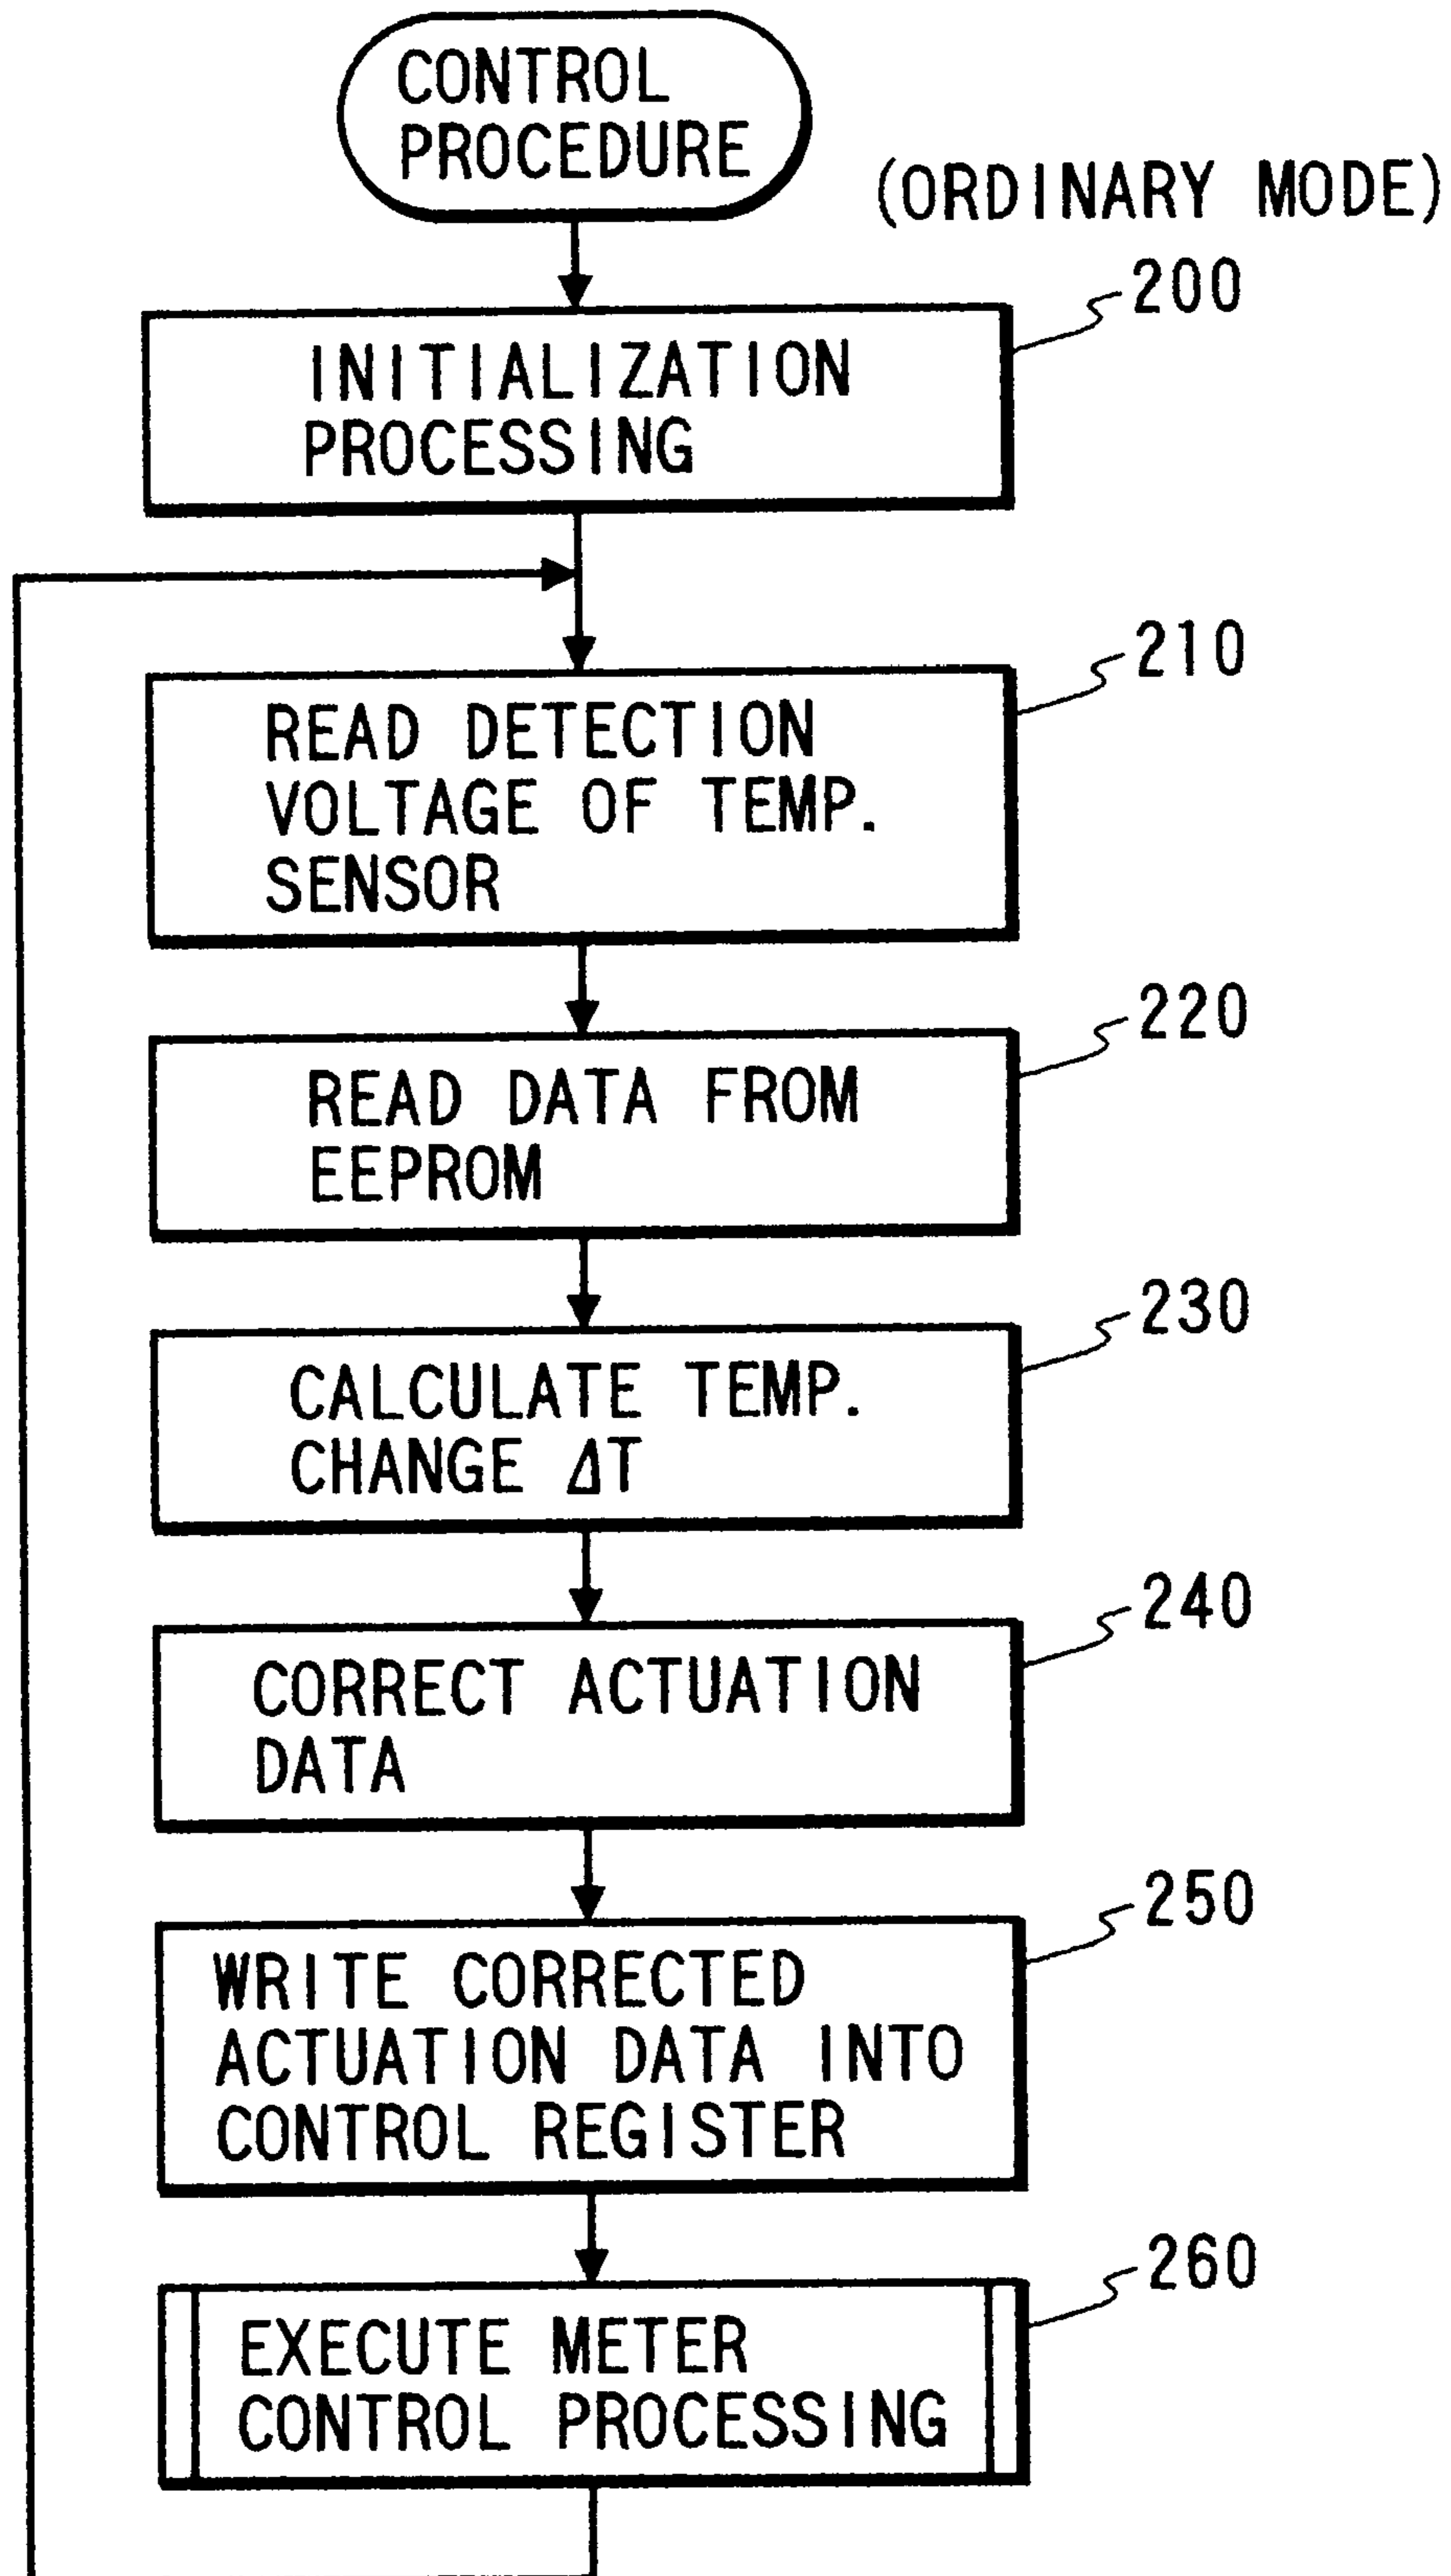 CONTROL
PROCEDURE
(ORDINARY MODE)
200
INITIALIZATION
PROCESSING
210
READ DETECTION
VOLTAGE OF TEMP.
SENSOR
220
READ DATA FROM
EEPROM
230
CALCULATE TEMP.
CHANGE ΔT
240
CORRECT ACTUATION
DATA
250
WRITE CORRECTED
ACTUATION DATA INTO
CONTROL REGISTER
260
EXECUTE METER
CONTROL PROCESSING